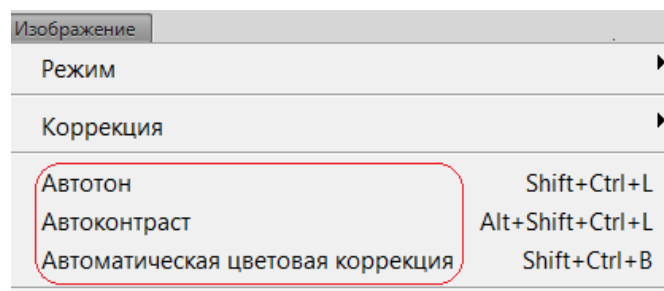 Изображение
Режим
Коррекция
Автотон Shift+Ctrl+L
Автоконтраст Alt+Shift+Ctrl+L
Автоматическая цветовая коррекция Shift+Ctrl+B